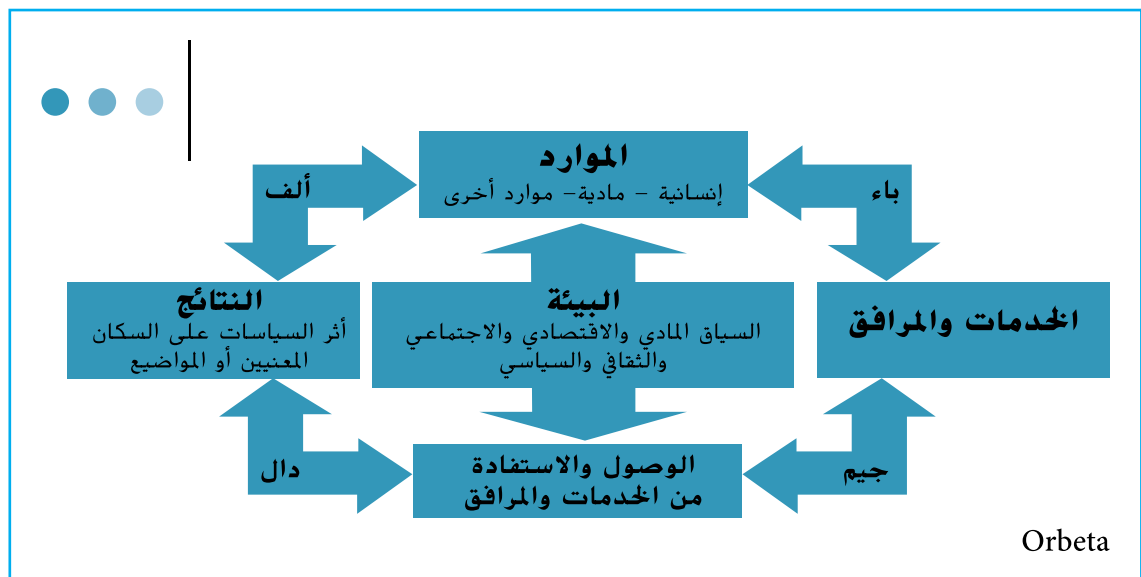 الموارد
إنسانية – مادية– موارد أخرى
باء
ألف
الخدمات والمرافق
البيئة
السياق المادي والاقتصادي والاجتماعي
والثقافي والسياسي
النتائج
أثر السياسات على السكان
المعنيين أو المواضيع
جيم
دال
الوصول والاستفادة
من الخدمات والمرافق
Orbeta